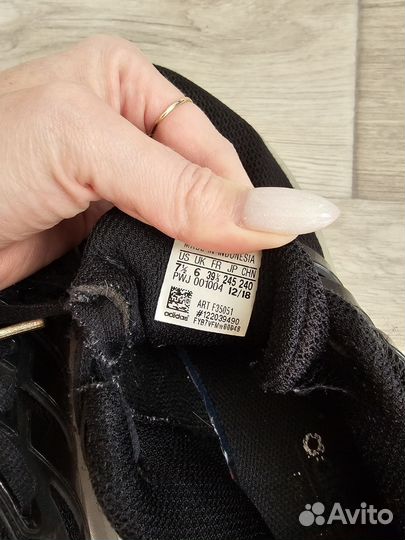 MADE IN INDONESIA
US UK FR JP CHN
7½ 6 39⅓ 245 240
PWJ 001004 12/18
ART F35051
#122039490
adidas
Avito